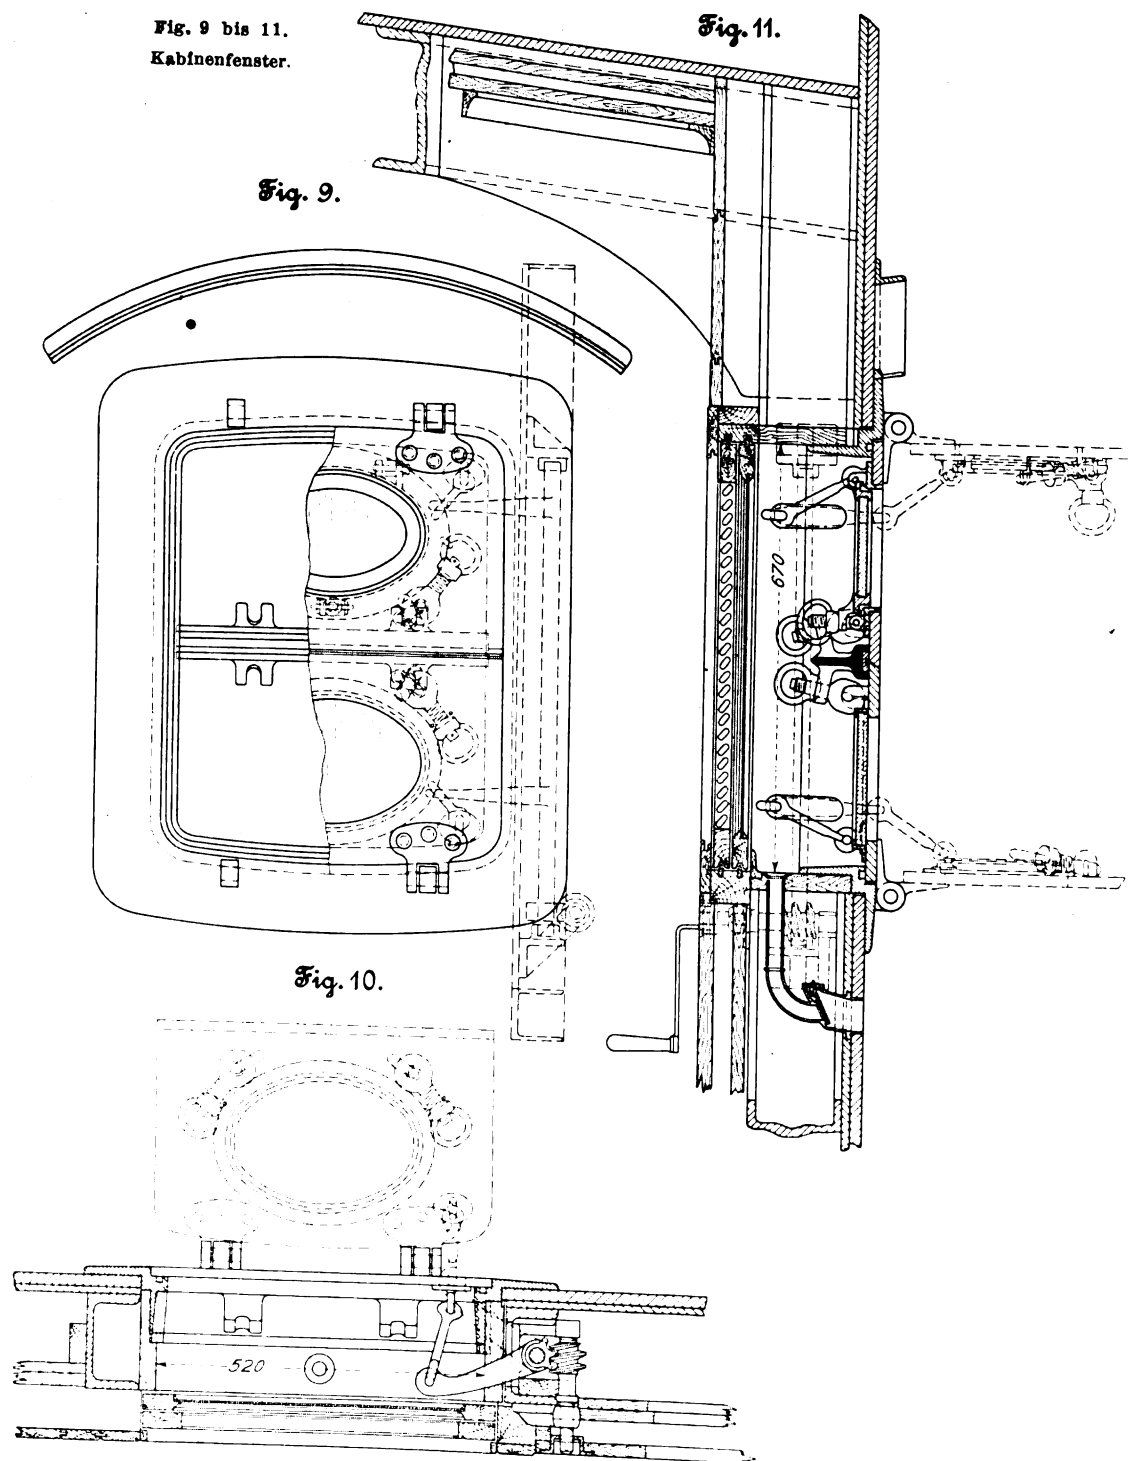 Fig. 9 bis 11.
Kabinenfenster.
Fig. 11.
Fig. 9.
670
Fig. 10.
520